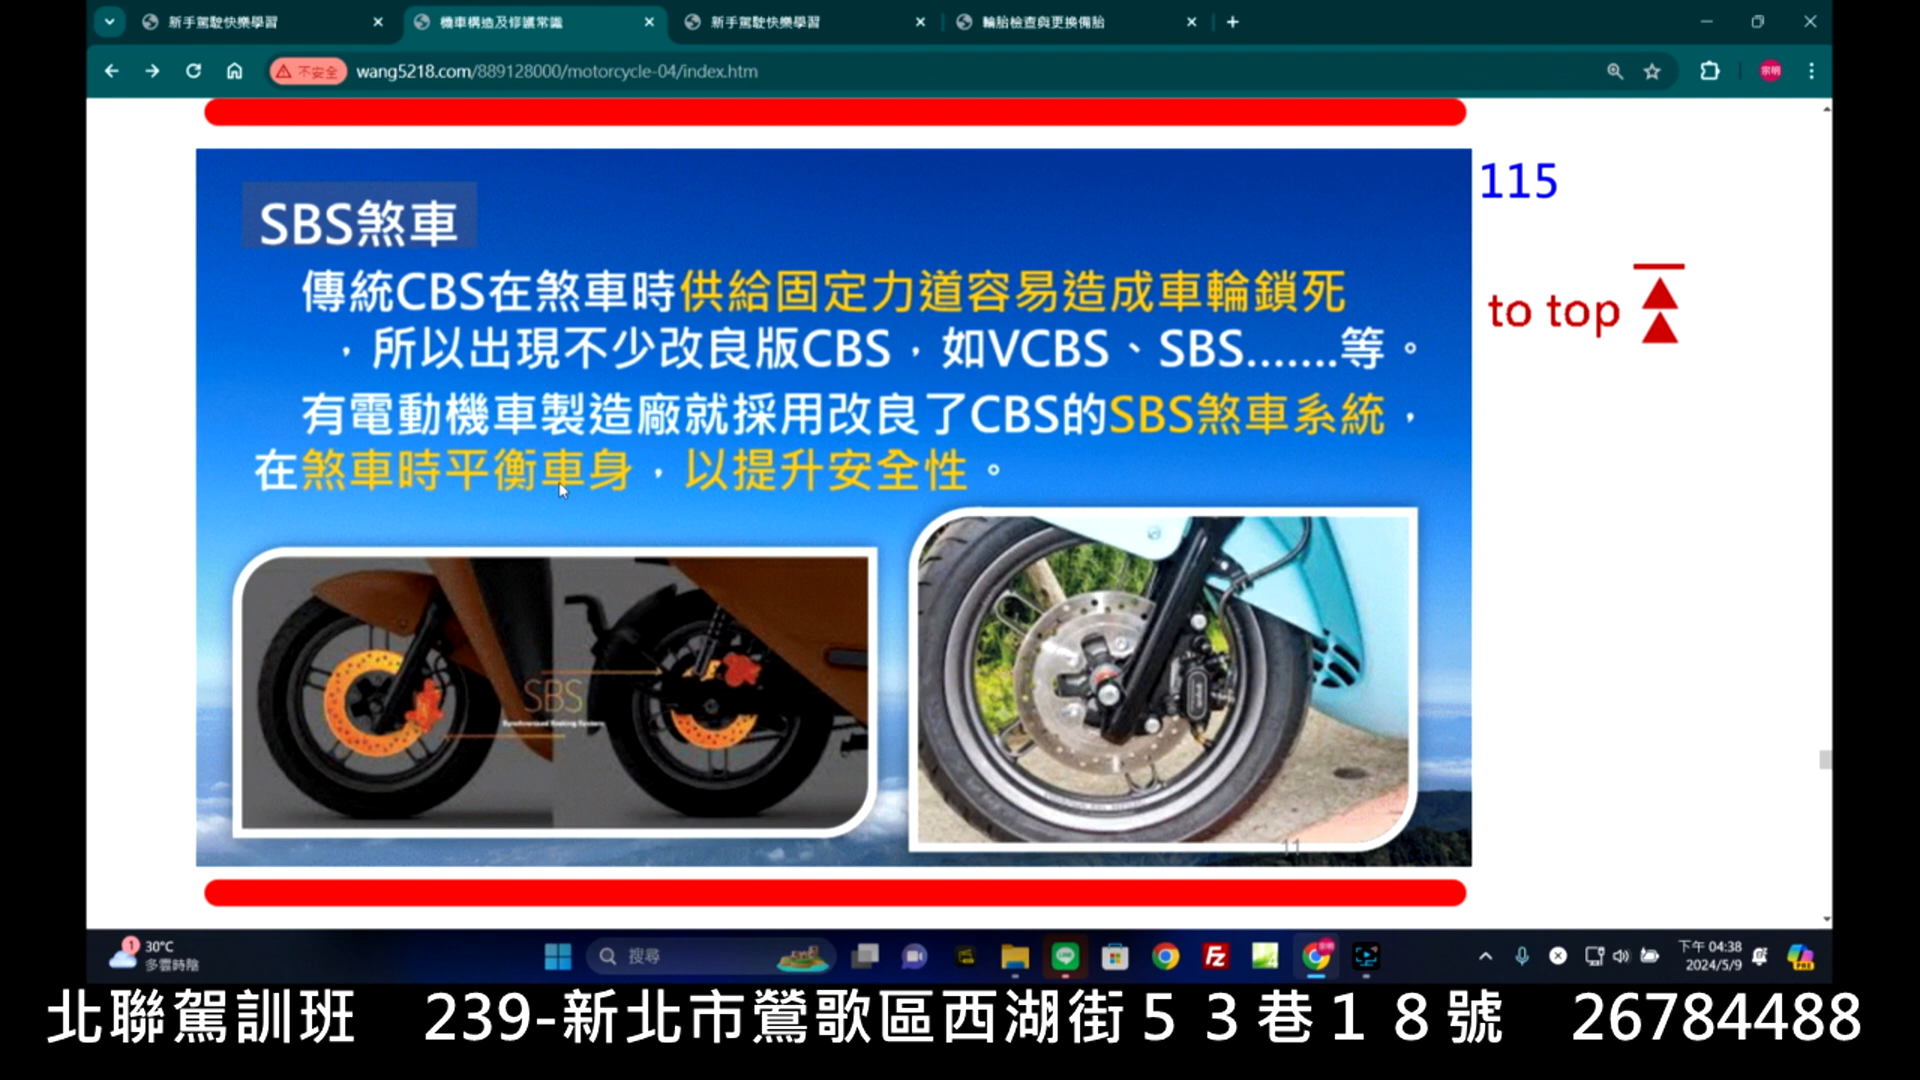 新手駕駛快樂學習
機車構造及修護常識
新手駕駛快樂學習
輪胎檢查與更換備胎
不安全
wang5218.com/889128000/motorcycle-04/index.htm
宗明
115
to top
SBS煞車
傳統CBS在煞車時供給固定力道容易造成車輪鎖死
，所以出現不少改良版CBS，如VCBS、SBS.......等。
有電動機車製造廠就採用改良了CBS的SBS煞車系統，
在煞車時平衡車身，以提升安全性。
SBS
Synchronized Braking System
11
1
30°C
多雲時陰
搜尋
下午 04:38
2024/5/9
北聯駕訓班 239-新北市鶯歌區西湖街５３巷１８號 26784488